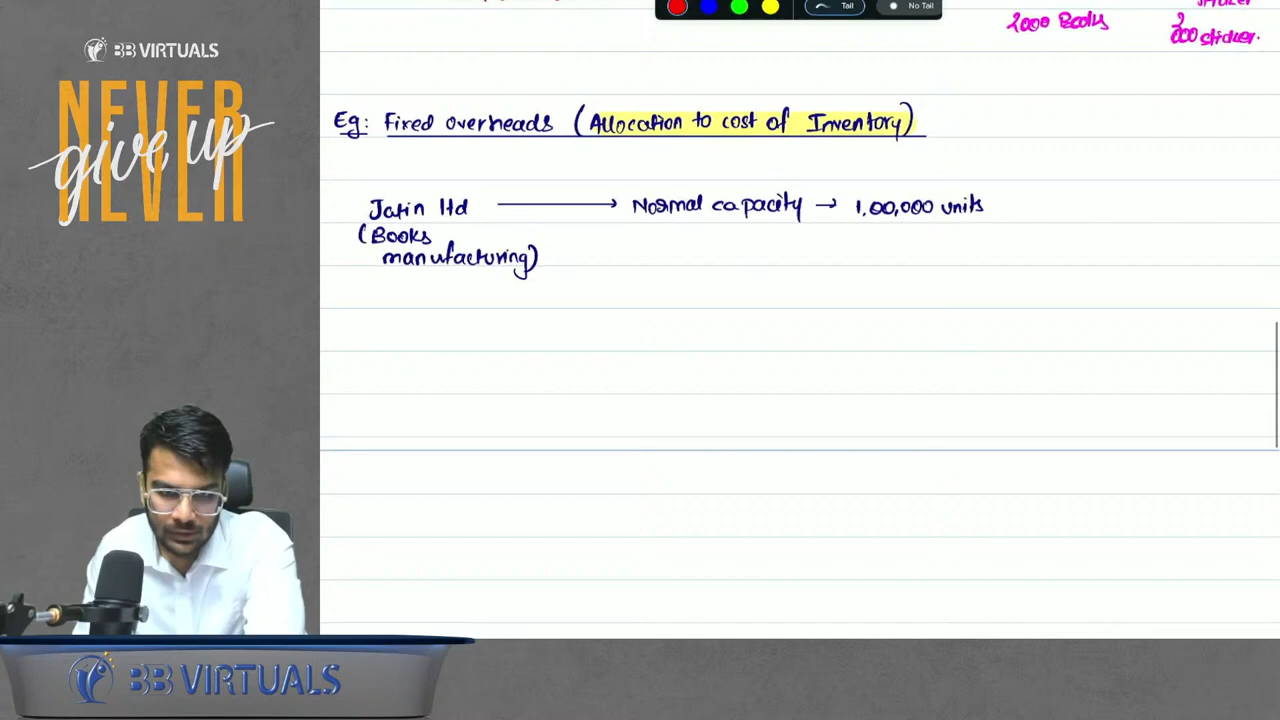 Tail
No Tail
sticker
2000 Books
BB VIRTUALS
NEVER
give up
NEVER
Eg: Fixed overheads (Allocation to cost of Inventory)
Jatin ltd → Normal capacity → 1,00,000 units
(Books
manufacturing)
BB VIRTUALS